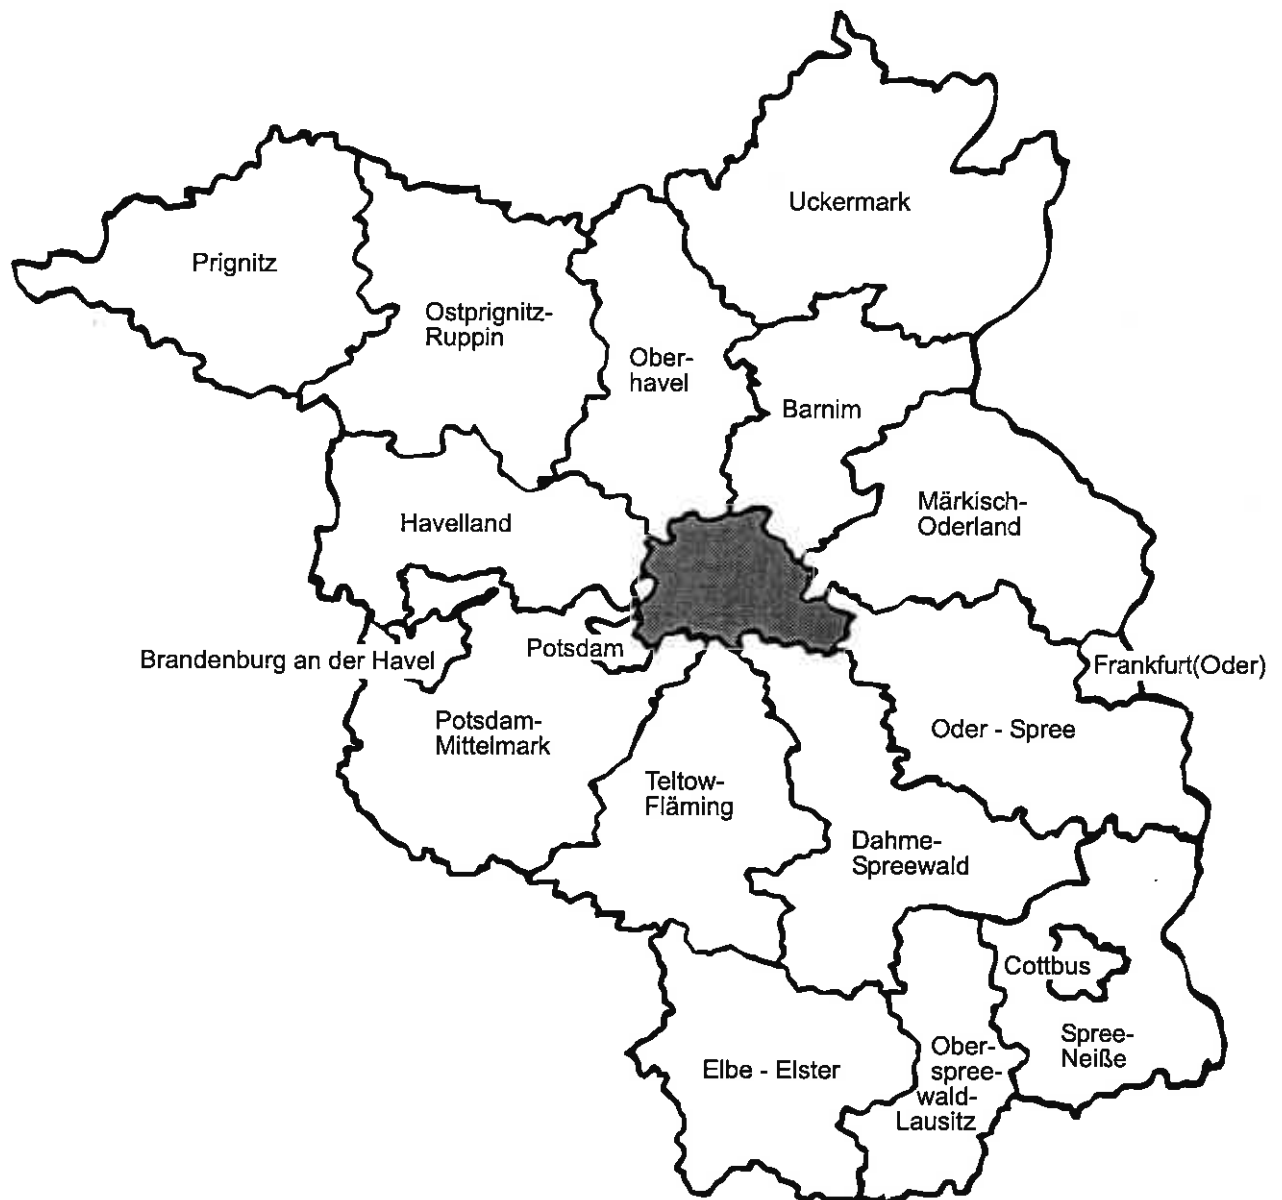 Uckermark
Prignitz
Ostprignitz-
Ruppin
Ober-
havel
Barnim
Märkisch-
Oderland
Havelland
Potsdam
Brandenburg an der Havel
Frankfurt(Oder)
Potsdam-
Mittelmark
Oder - Spree
Teltow-
Fläming
Dahme-
Spreewald
Cottbus
Spree-
Neiße
Elbe - Elster
Ober-
spree-
wald-
Lausitz